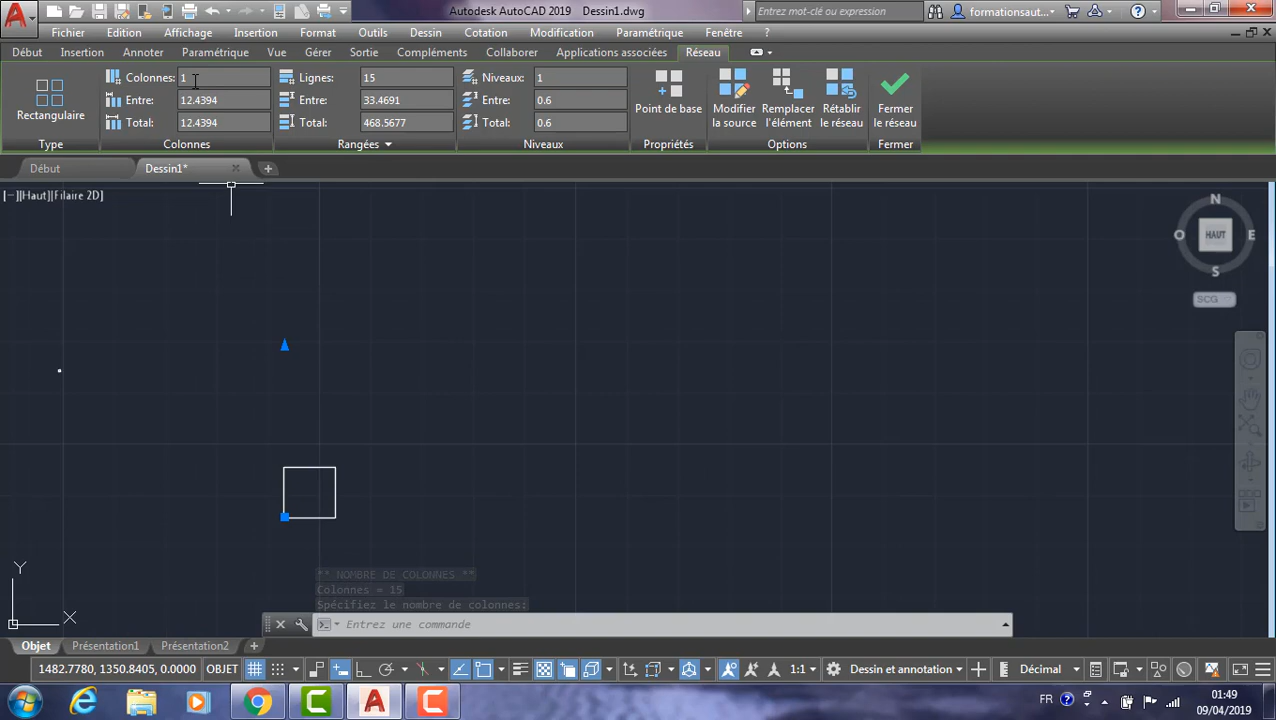 Autodesk AutoCAD 2019 Dessin1.dwg
Entrez mot-clé ou expression
formationsaut...
Fichier Edition Affichage Insertion Format Outils Dessin Cotation Modification Paramétrique Fenêtre ?
Début Insertion Annoter Paramétrique Vue Gérer Sortie Compléments Collaborer Applications associées Réseau
Colonnes: 1 Lignes: 15 Niveaux: 1
Entre: 12.4394 Entre: 33.4691 Entre: 0.6
Total: 12.4394 Total: 468.5677 Total: 0.6
Rectangulaire Point de base Modifier la source Remplacer l'élément Rétablir le réseau Fermer le réseau
Type Colonnes Rangées Niveaux Propriétés Options Fermer
Début Dessin1*
[−][Haut][Filaire 2D]
N
O HAUT E
S
SCG
** NOMBRE DE COLONNES **
Colonnes = 15
Spécifiez le nombre de colonnes:
Entrez une commande
Y
X
Objet Présentation1 Présentation2
1482.7780, 1350.8405, 0.0000 OBJET 1:1 Dessin et annotation Décimal
FR 01:49
09/04/2019